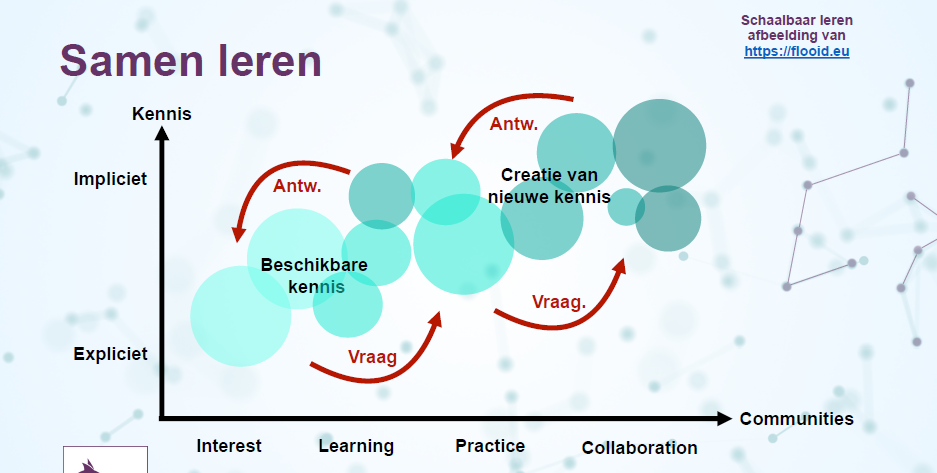 Schaalbaar leren
afbeelding van
https://flooid.eu
Samen leren
Kennis
Impliciet
Expliciet
Antw.
Antw.
Creatie van
nieuwe kennis
Beschikbare
kennis
Vraag
Vraag.
Communities
Interest
Learning
Practice
Collaboration